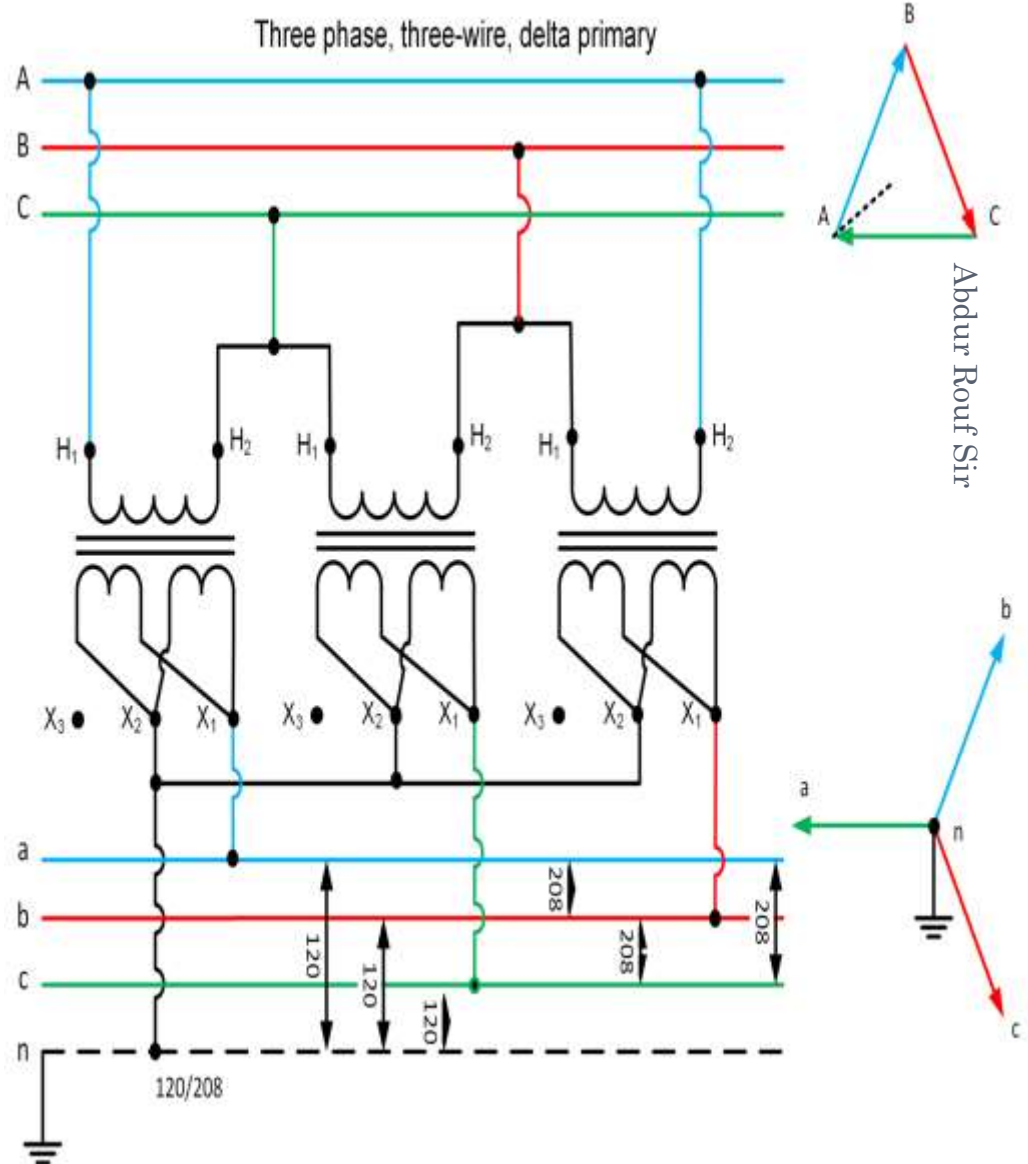 Three phase, three-wire, delta primary
A
B
C
B
A
C
Abdur Rouf Sir
H₁
H₂
H₁
H₂
H₁
H₂
X₃
X₂
X₁
X₃
X₂
X₁
X₃
X₂
X₁
b
a
n
c
a
b
c
n
208
208
208
120
120
120
120/208